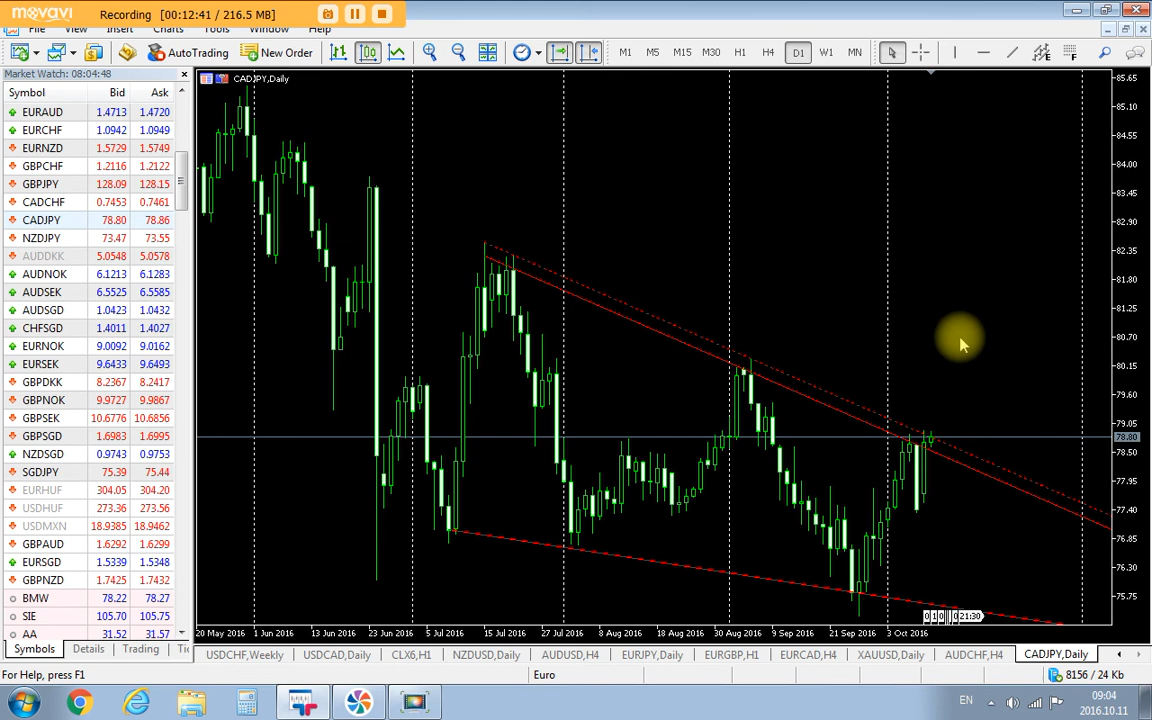 movavi Recording [00:12:41 / 216.5 MB]
File View Insert Charts Tools Window Help
AutoTrading New Order M1 M5 M15 M30 H1 H4 D1 W1 MN E F
Market Watch: 08:04:48
Symbol Bid Ask
EURAUD 1.4713 1.4720
EURCHF 1.0942 1.0949
EURNZD 1.5729 1.5749
GBPCHF 1.2116 1.2122
GBPJPY 128.09 128.15
CADCHF 0.7453 0.7461
CADJPY 78.80 78.86
NZDJPY 73.47 73.55
AUDDKK 5.0548 5.0578
AUDNOK 6.1213 6.1283
AUDSEK 6.5525 6.5585
AUDSGD 1.0423 1.0432
CHFSGD 1.4011 1.4027
EURNOK 9.0092 9.0162
EURSEK 9.6433 9.6493
GBPDKK 8.2367 8.2417
GBPNOK 9.9727 9.9867
GBPSEK 10.6776 10.6856
GBPSGD 1.6983 1.6995
NZDSGD 0.9743 0.9753
SGDJPY 75.39 75.44
EURHUF 304.05 304.20
USDHUF 273.36 273.56
USDMXN 18.9385 18.9462
GBPAUD 1.6292 1.6299
EURSGD 1.5339 1.5348
GBPNZD 1.7425 1.7432
BMW 78.22 78.27
SIE 105.70 105.75
AA 31.52 31.57
Symbols Details Trading Tic
CADJPY,Daily
85.65
85.10
84.55
84.00
83.45
82.90
82.35
81.80
81.25
80.70
80.15
79.60
79.05
78.80
78.50
77.95
77.40
76.85
76.30
75.75
21:30
20 May 2016 1 Jun 2016 13 Jun 2016 23 Jun 2016 5 Jul 2016 15 Jul 2016 27 Jul 2016 8 Aug 2016 18 Aug 2016 30 Aug 2016 9 Sep 2016 21 Sep 2016 3 Oct 2016
USDCHF,Weekly USDCAD,Daily CLX6,H1 NZDUSD,Daily AUDUSD,H4 EURJPY,Daily EURGBP,H1 EURCAD,H4 XAUUSD,Daily AUDCHF,H4 CADJPY,Daily
For Help, press F1 Euro 8156 / 24 Kb
EN 09:04
2016.10.11